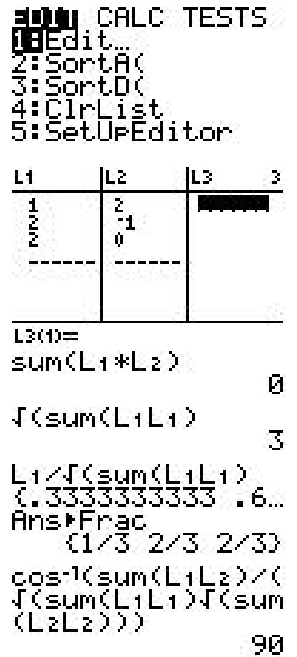 EDIT CALC TESTS
1:Edit…
2:SortA(
3:SortD(
4:ClrList
5:SetUpEditor
L1 L2 L3 3
1 2
2 -1
2 0
L3(1)=
sum(L1*L2)
0
√(sum(L1L1)
3
L1/√(sum(L1L1)
{.3333333333 .6…
Ans▶Frac
{1/3 2/3 2/3}
cos⁻¹(sum(L1L2)/(
√(sum(L1L1)√(sum
(L2L2)))
90